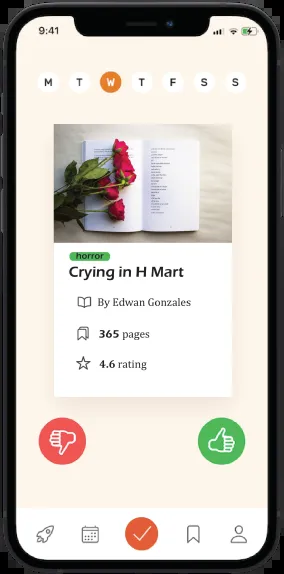 9:41
M T W T F S S
horror
Crying in H Mart
By Edwan Gonzales
365 pages
4.6 rating